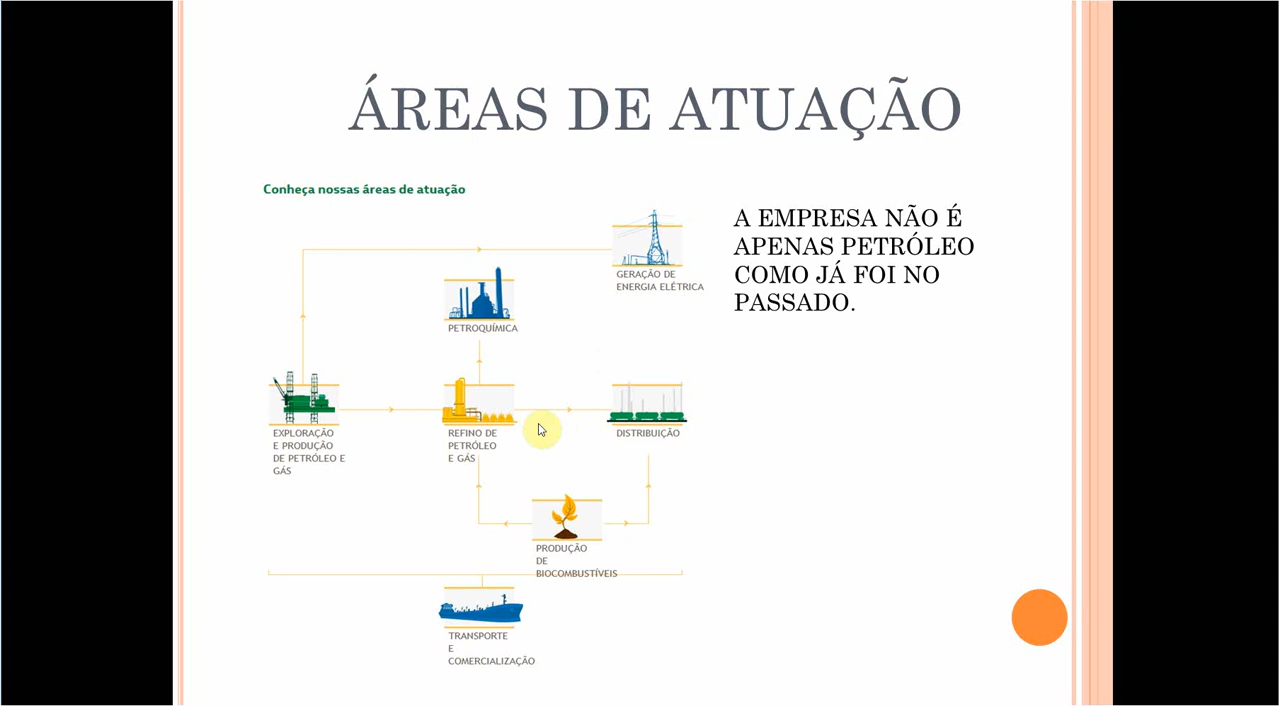 ÁREAS DE ATUAÇÃO
Conheça nossas áreas de atuação
A EMPRESA NÃO É
APENAS PETRÓLEO
COMO JÁ FOI NO
PASSADO.
GERAÇÃO DE
ENERGIA ELÉTRICA
PETROQUÍMICA
EXPLORAÇÃO
E PRODUÇÃO
DE PETRÓLEO E
GÁS
REFINO DE
PETRÓLEO
E GÁS
DISTRIBUIÇÃO
PRODUÇÃO
DE
BIOCOMBUSTÍVEIS
TRANSPORTE
E
COMERCIALIZAÇÃO